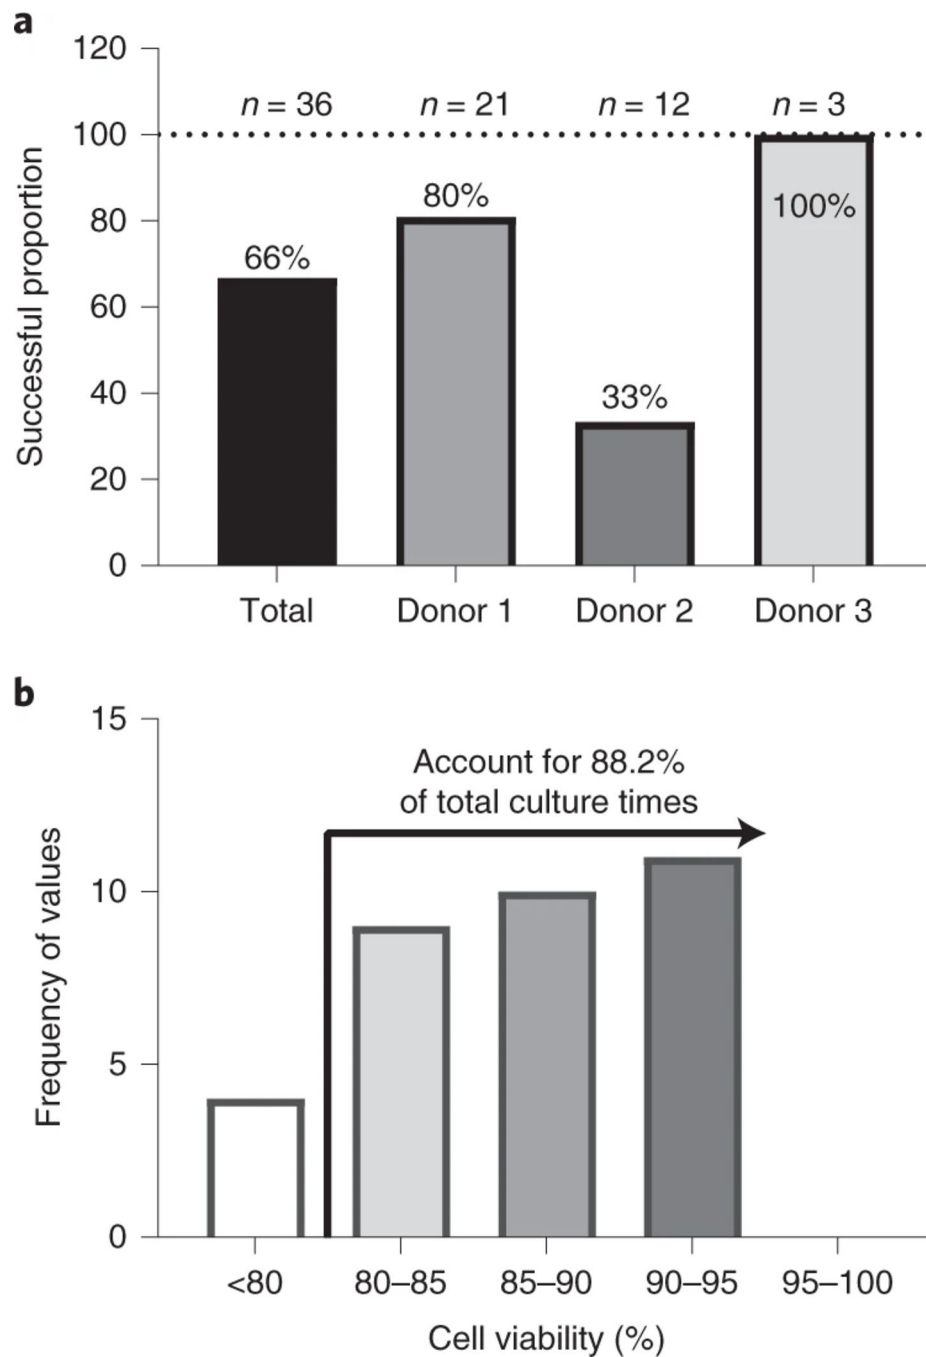 a
120
n = 36 n = 21 n = 12 n = 3
100
80
60
40
20
0
Successful proportion
66%
80%
33%
100%
Total Donor 1 Donor 2 Donor 3
b
15
10
5
0
Frequency of values
Account for 88.2%
of total culture times
<80 80–85 85–90 90–95 95–100
Cell viability (%)